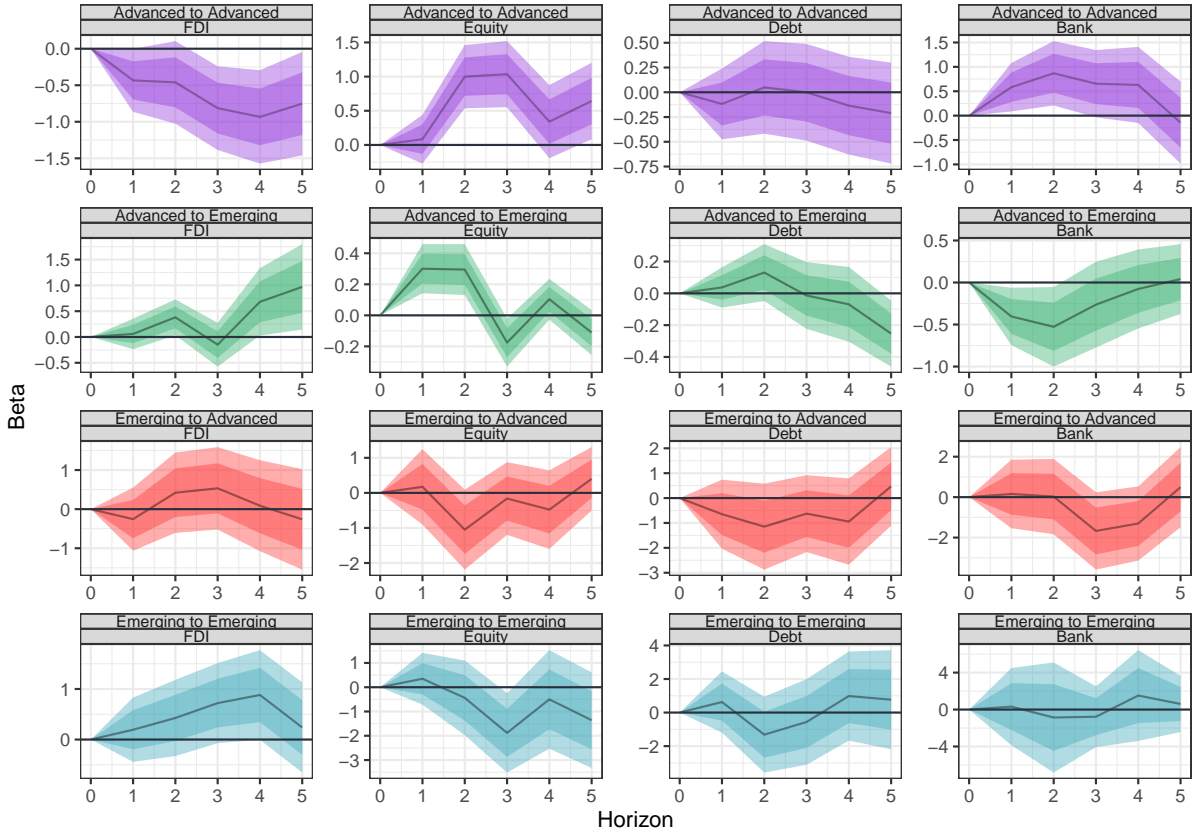 Advanced to Advanced
FDI
Advanced to Advanced
Equity
Advanced to Advanced
Debt
Advanced to Advanced
Bank
0.0
−0.5
−1.0
−1.5
0 1 2 3 4 5
1.5
1.0
0.5
0.0
0 1 2 3 4 5
0.50
0.25
0.00
−0.25
−0.50
−0.75
0 1 2 3 4 5
1.5
1.0
0.5
0.0
−0.5
−1.0
0 1 2 3 4 5
Advanced to Emerging
FDI
Advanced to Emerging
Equity
Advanced to Emerging
Debt
Advanced to Emerging
Bank
1.5
1.0
0.5
0.0
−0.5
0 1 2 3 4 5
0.4
0.2
0.0
−0.2
0 1 2 3 4 5
0.2
0.0
−0.2
−0.4
0 1 2 3 4 5
0.5
0.0
−0.5
−1.0
0 1 2 3 4 5
Beta
Emerging to Advanced
FDI
Emerging to Advanced
Equity
Emerging to Advanced
Debt
Emerging to Advanced
Bank
1
0
−1
0 1 2 3 4 5
1
0
−1
−2
0 1 2 3 4 5
2
1
0
−1
−2
−3
0 1 2 3 4 5
2
0
−2
0 1 2 3 4 5
Emerging to Emerging
FDI
Emerging to Emerging
Equity
Emerging to Emerging
Debt
Emerging to Emerging
Bank
1
0
0 1 2 3 4 5
1
0
−1
−2
−3
0 1 2 3 4 5
4
2
0
−2
0 1 2 3 4 5
4
0
−4
0 1 2 3 4 5
Horizon